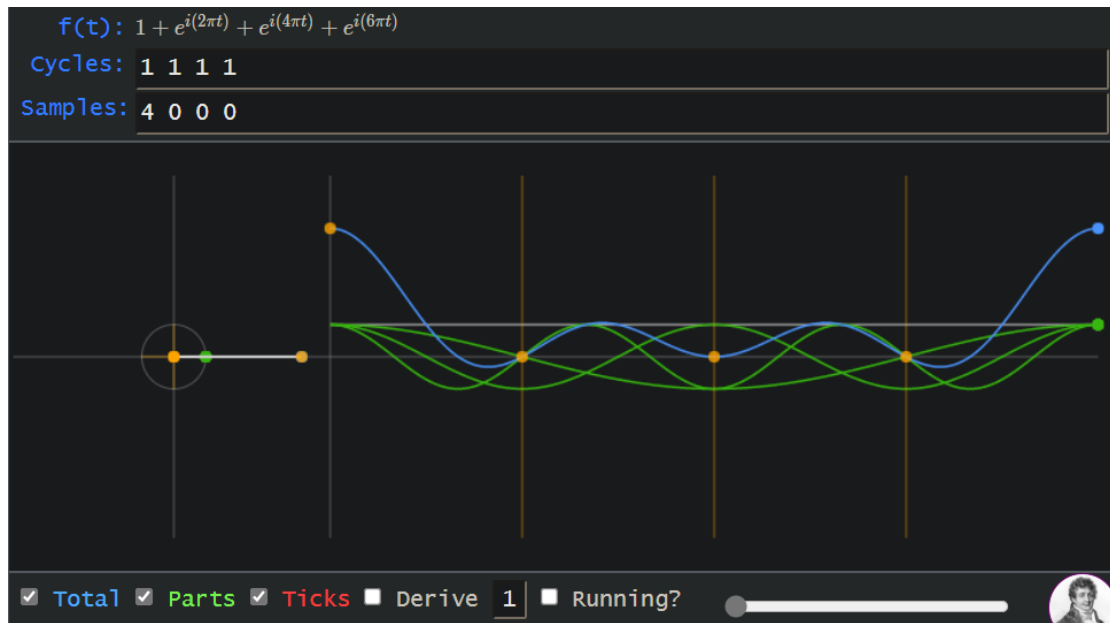 f(t): 1 + e^{i(2πt)} + e^{i(4πt)} + e^{i(6πt)}
Cycles: 1 1 1 1
Samples: 4 0 0 0
Total Parts Ticks Derive 1 Running?